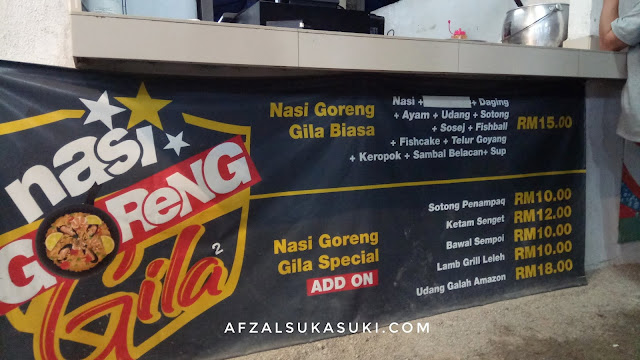 nasi
GORENG
Gila 2
Nasi Goreng
Gila Biasa
Nasi + + Daging
+ Ayam + Udang + Sotong
+ Sosej + Fishball
+ Fishcake + Telur Goyang
+ Keropok + Sambal Belacan+ Sup
RM15.00
Nasi Goreng
Gila Special
ADD ON
Sotong Penampaq RM10.00
Ketam Senget RM12.00
Bawal Sempoi RM10.00
Lamb Grill Leleh RM10.00
Udang Galah Amazon RM18.00
AFZALSUKASUKI.COM